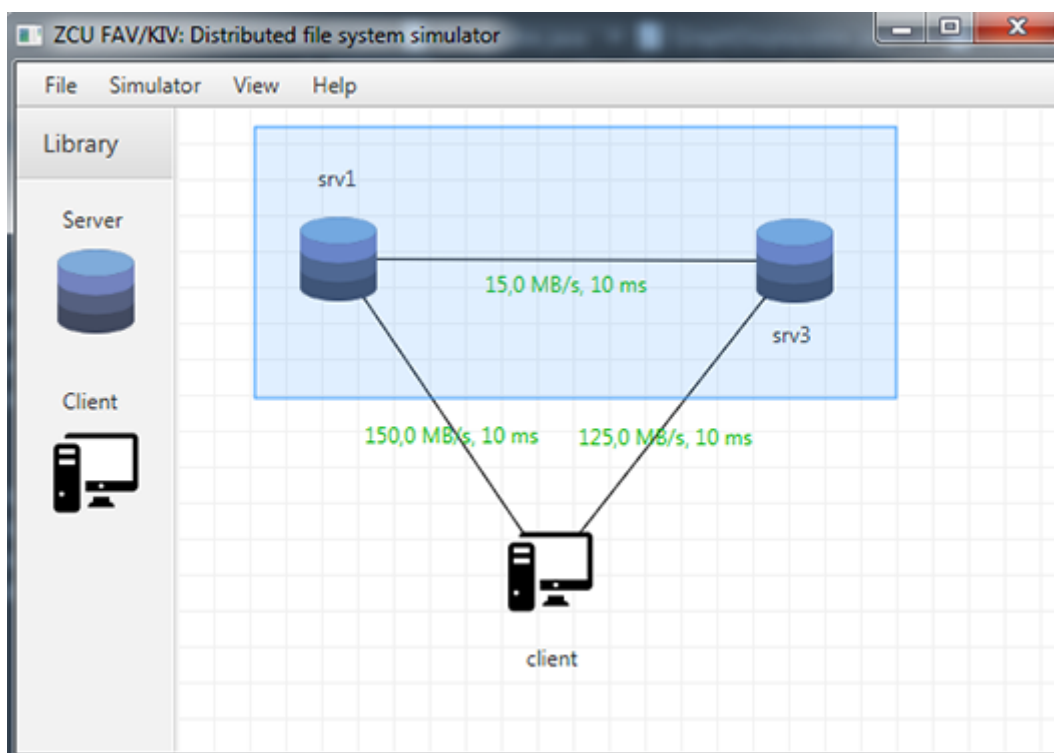 ZCU FAV/KIV: Distributed file system simulator
File Simulator View Help
Library
Server
Client
srv1
15,0 MB/s, 10 ms
srv3
150,0 MB/s, 10 ms
125,0 MB/s, 10 ms
client